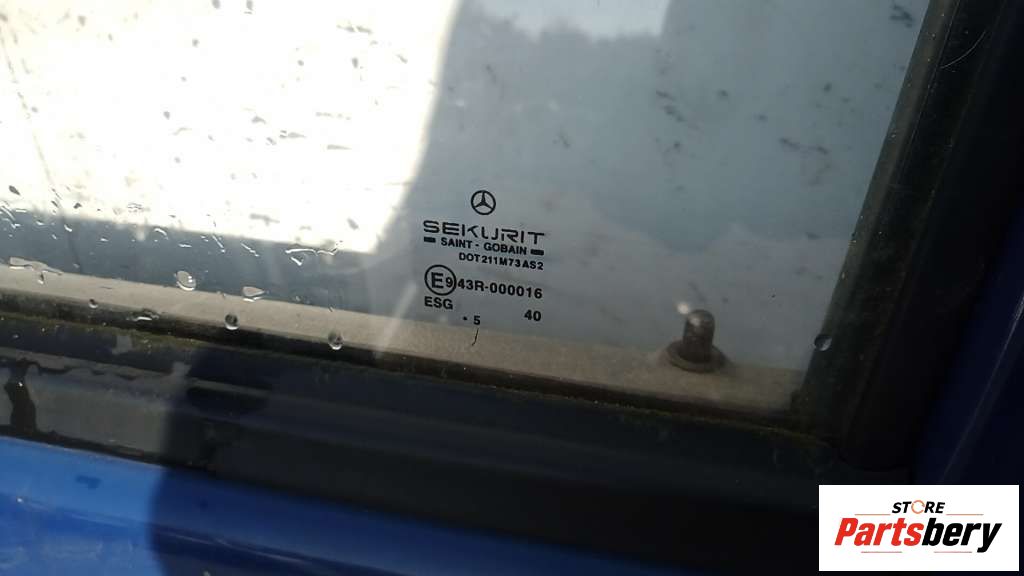 SEKURIT
SAINT - GOBAIN
DOT211M73AS2
E9 43R-000016
ESG
. 5 40
STORE
Partsbery